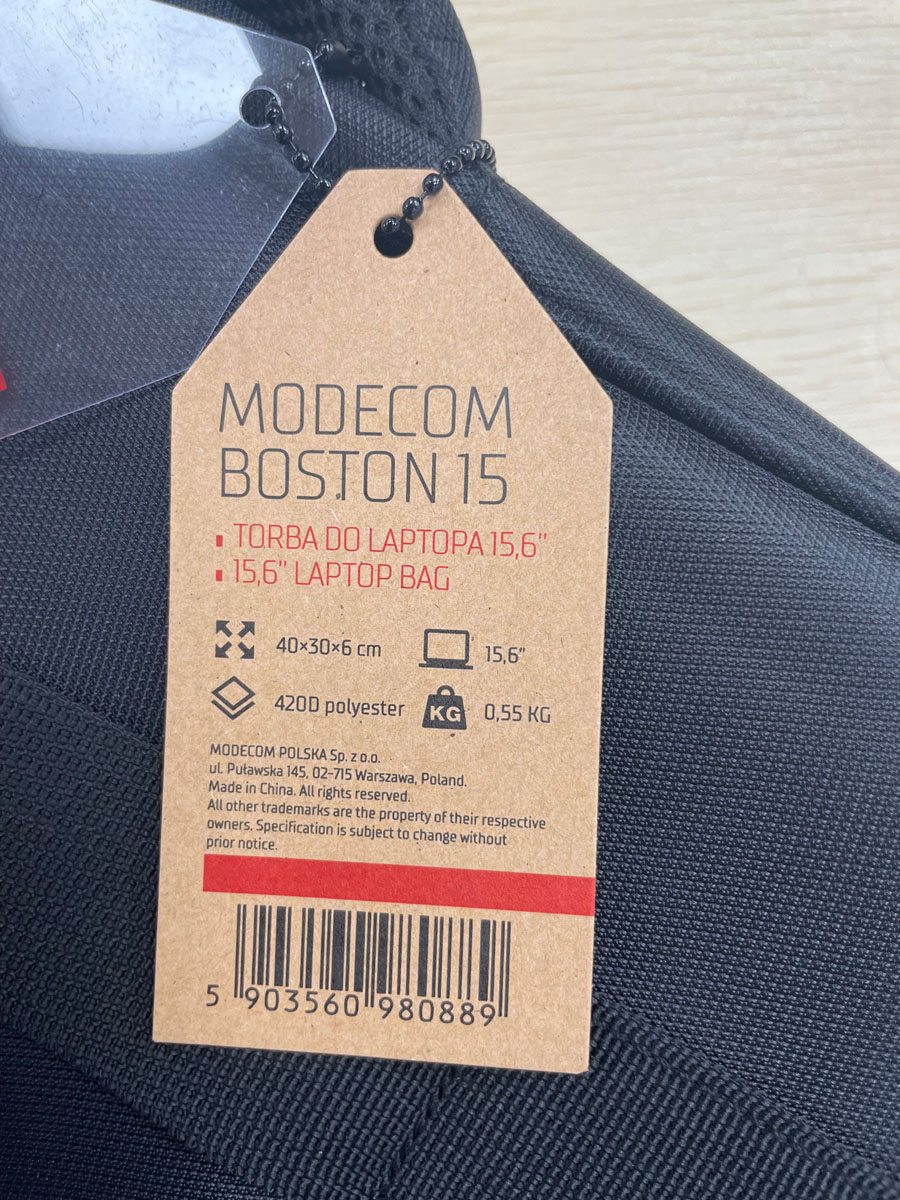 MODECOM
BOSTON 15
TORBA DO LAPTOPA 15,6"
15,6" LAPTOP BAG
40×30×6 cm
15,6"
420D polyester
KG
0,55 KG
MODECOM POLSKA Sp. z o.o.
ul. Puławska 145, 02-715 Warszawa, Poland.
Made in China. All rights reserved.
All other trademarks are the property of their respective
owners. Specification is subject to change without
prior notice.
5 903560 980889